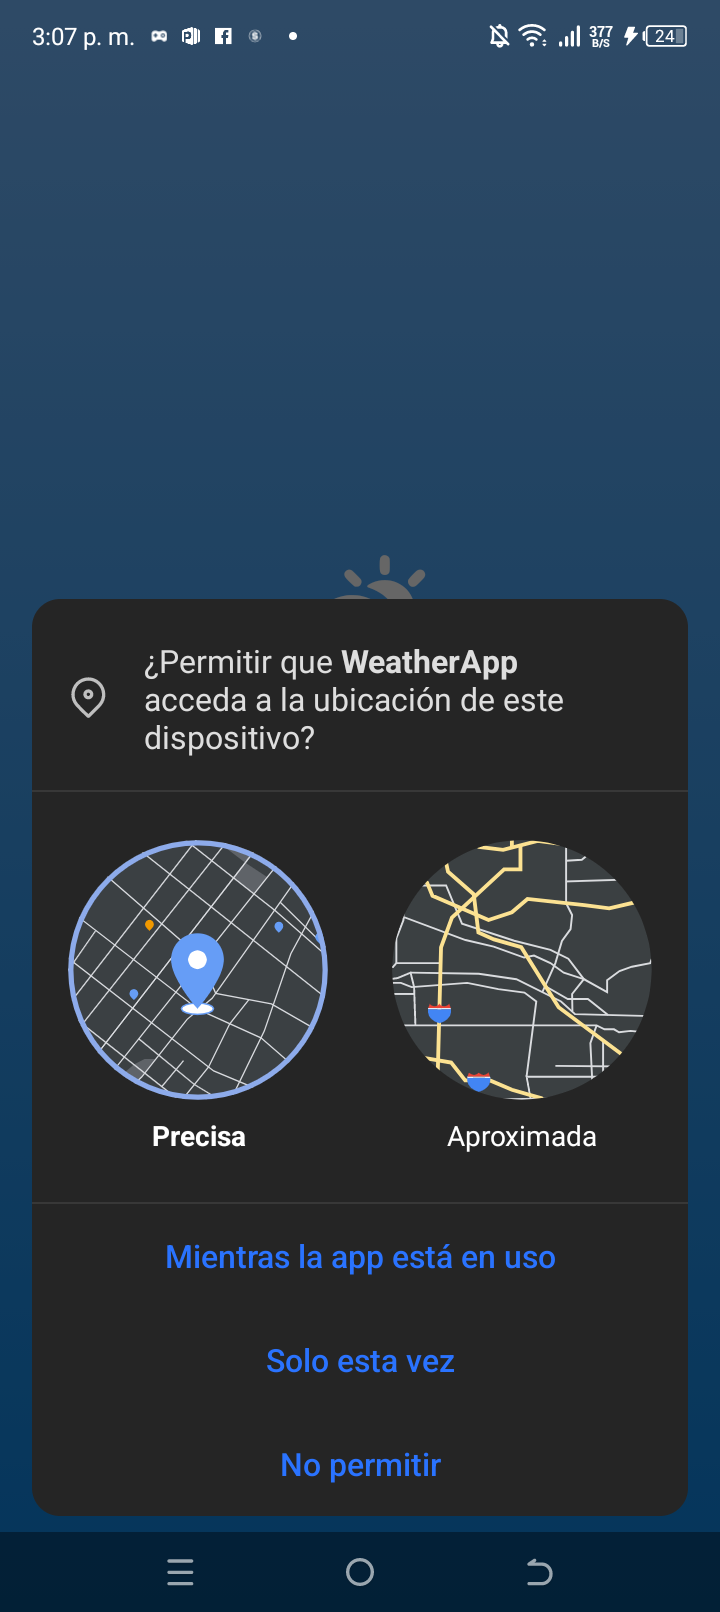 3:07 p. m.
377
B/S
24
¿Permitir que WeatherApp
acceda a la ubicación de este
dispositivo?
Precisa
Aproximada
Mientras la app está en uso
Solo esta vez
No permitir